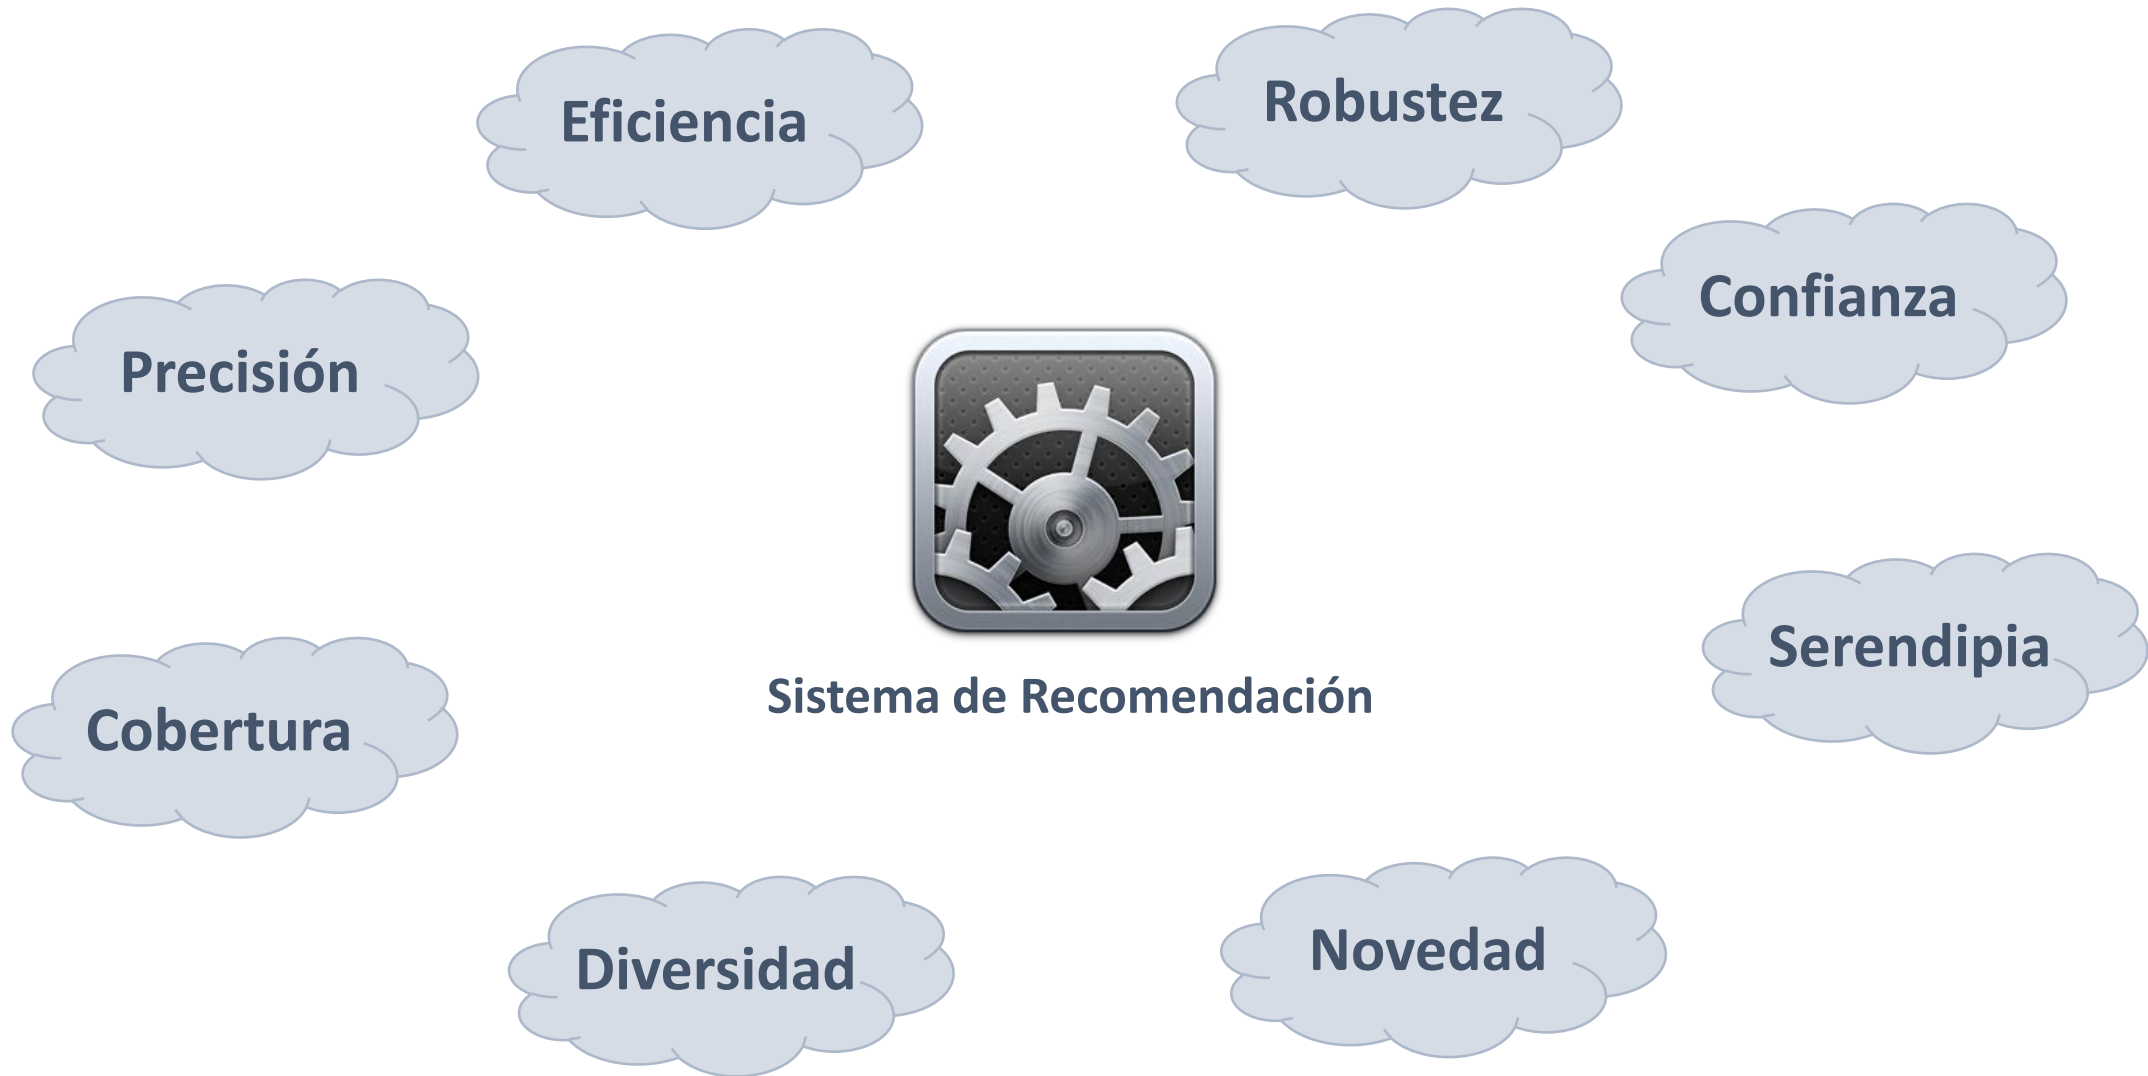 Robustez
Eficiencia
Confianza
Precisión
Serendipia
Sistema de Recomendación
Cobertura
Novedad
Diversidad